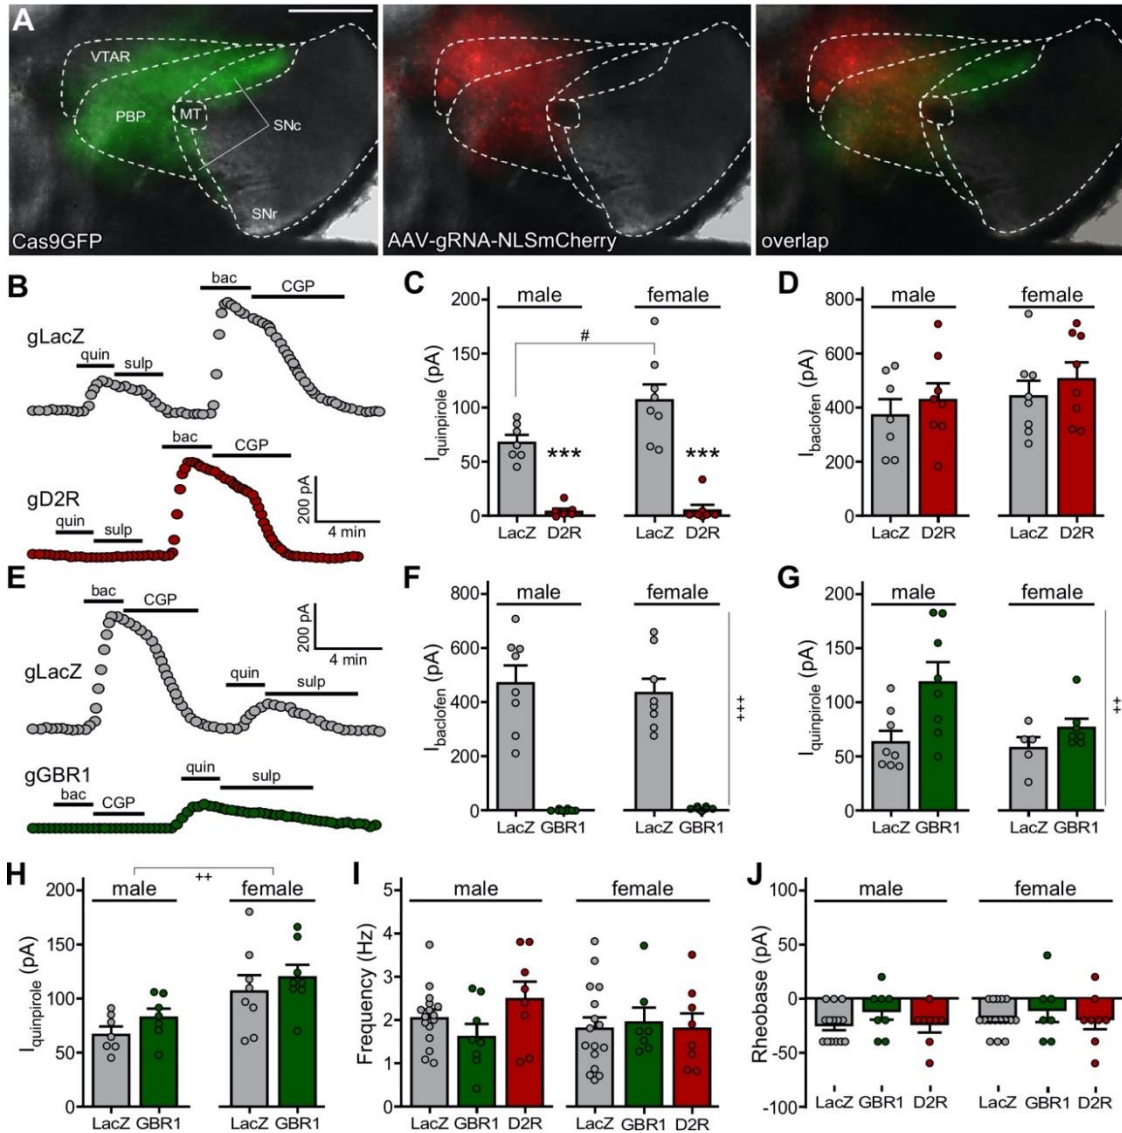 A
VTAR
PBP
MT
SNc
SNr
Cas9GFP
AAV-gRNA-NLSmCherry
overlap
B
gLacZ
quin
sulp
bac
CGP
gD2R
quin
sulp
bac
CGP
200 pA
4 min
C
male
female
#
I quinpirole (pA)
200
150
100
50
0
***
***
LacZ D2R
LacZ D2R
D
male
female
I baclofen (pA)
800
600
400
200
0
LacZ D2R
LacZ D2R
E
bac
CGP
gLacZ
quin
sulp
200 pA
4 min
gGBR1
bac
CGP
quin
sulp
F
male
female
I baclofen (pA)
800
600
400
200
0
+++
LacZ GBR1
LacZ GBR1
G
male
female
I quinpirole (pA)
200
150
100
50
0
++
LacZ GBR1
LacZ GBR1
H
male
++
female
I quinpirole (pA)
200
150
100
50
0
LacZ GBR1
LacZ GBR1
I
male
female
Frequency (Hz)
5
4
3
2
1
0
LacZ GBR1 D2R
LacZ GBR1 D2R
J
male
female
Rheobase (pA)
100
50
0
-50
-100
LacZ GBR1 D2R
LacZ GBR1 D2R